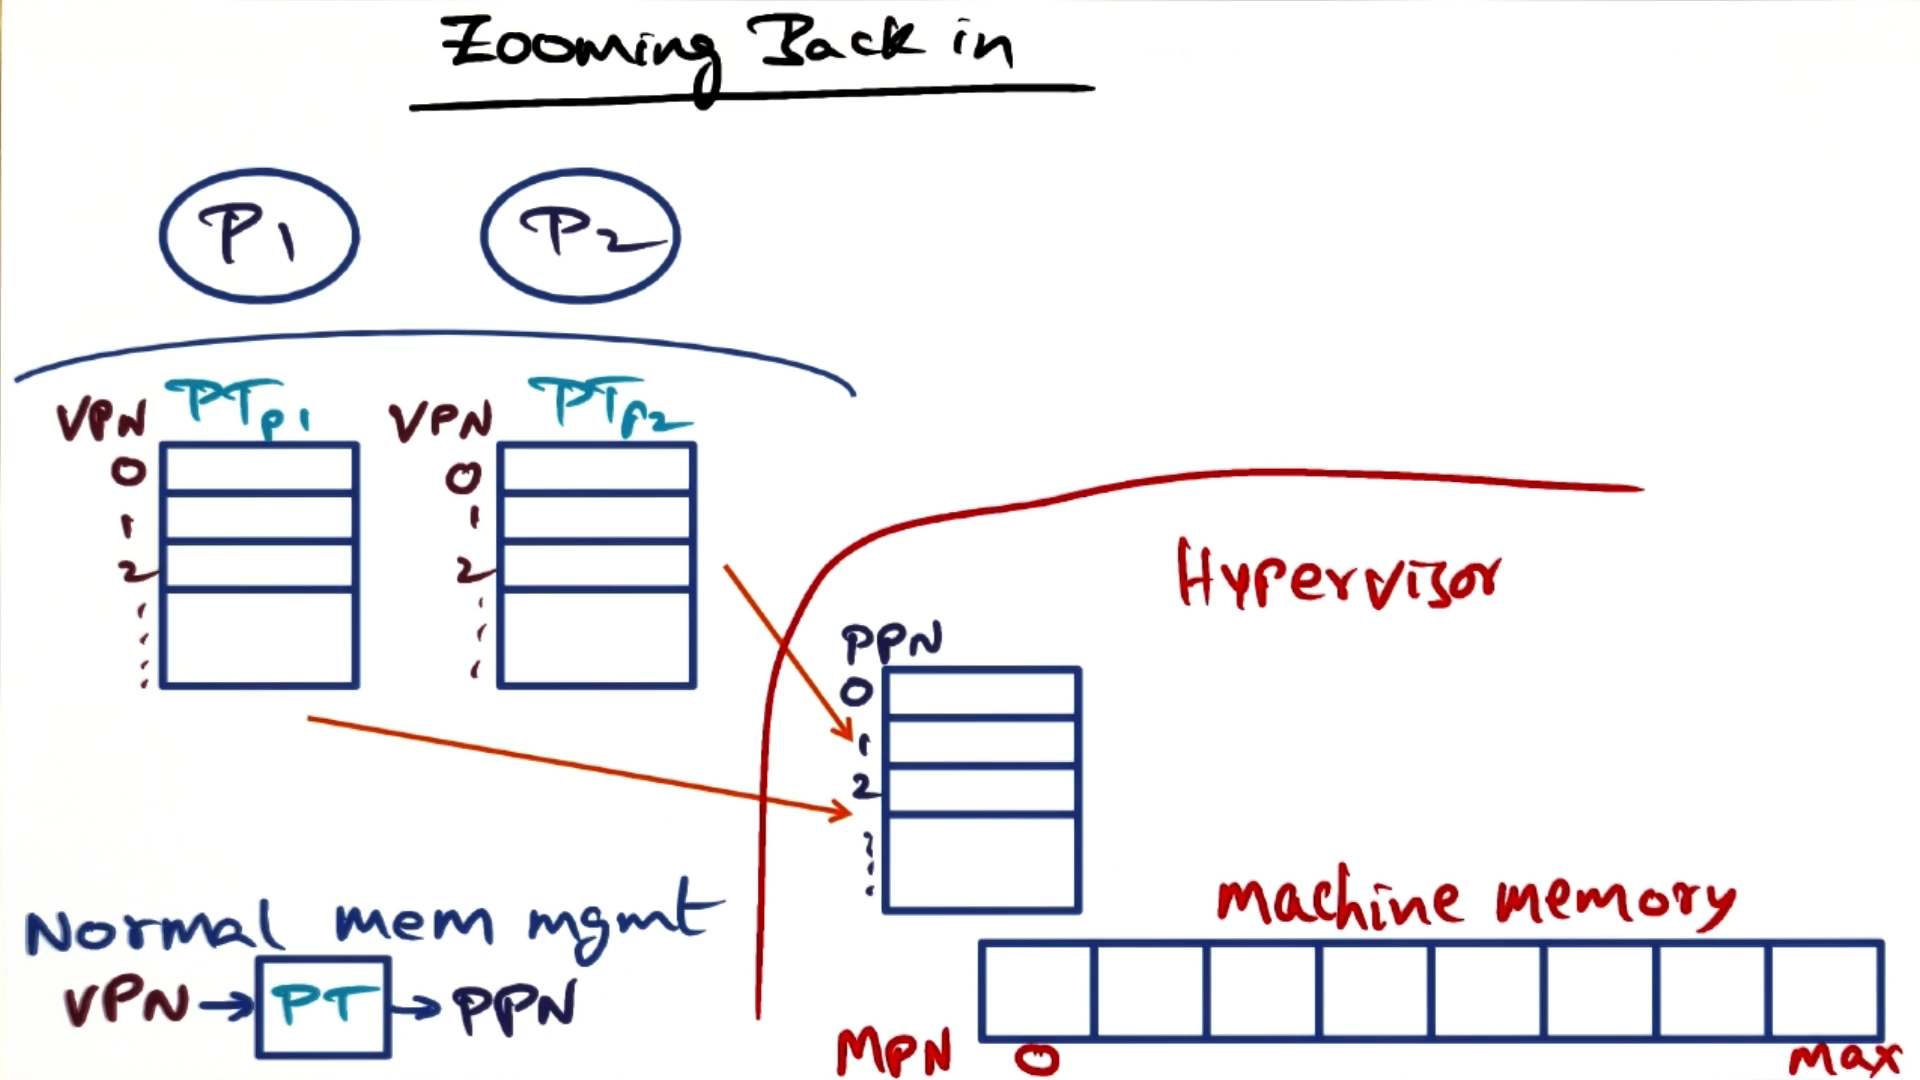 Zooming Back in
P1 P2
VPN PTP1 VPN PTP2
0 0
1 1
2 2
Hypervisor
PPN
0
1
2
Normal mem mgmt
VPN → PT → PPN
machine memory
MPN 0 max